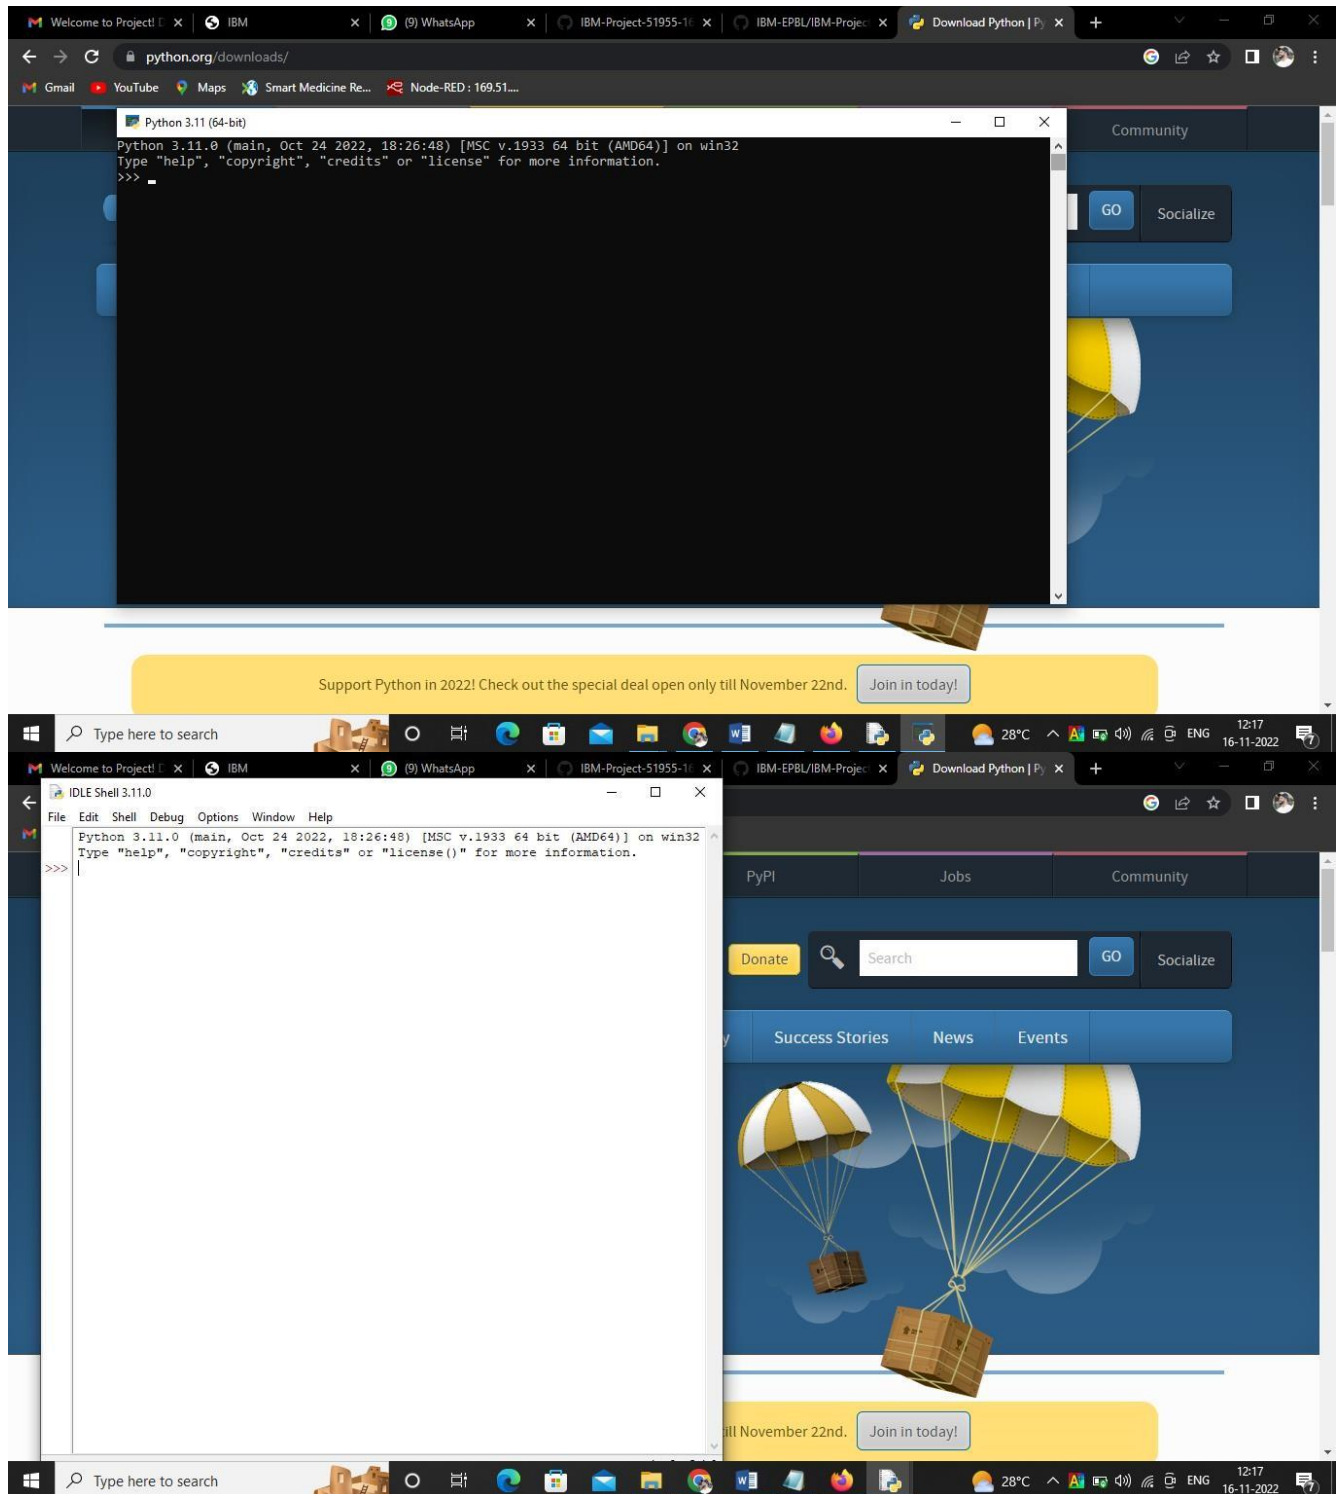 Welcome to Project! D
IBM
(9) WhatsApp
IBM-Project-51955-16
IBM-EPBL/IBM-Projec
Download Python | Py
python.org/downloads/
Gmail
YouTube
Maps
Smart Medicine Re...
Node-RED : 169.51....
Python 3.11 (64-bit)
Python 3.11.0 (main, Oct 24 2022, 18:26:48) [MSC v.1933 64 bit (AMD64)] on win32
Type "help", "copyright", "credits" or "license" for more information.
>>>
Community
GO
Socialize
Support Python in 2022! Check out the special deal open only till November 22nd.
Join in today!
Type here to search
28°C
ENG
12:17
16-11-2022
7
Welcome to Project! D
IBM
(9) WhatsApp
IBM-Project-51955-16
IBM-EPBL/IBM-Projec
Download Python | Py
IDLE Shell 3.11.0
File Edit Shell Debug Options Window Help
Python 3.11.0 (main, Oct 24 2022, 18:26:48) [MSC v.1933 64 bit (AMD64)] on win32
Type "help", "copyright", "credits" or "license()" for more information.
>>>
PyPI
Jobs
Community
Donate
Search
GO
Socialize
y
Success Stories
News
Events
ill November 22nd.
Join in today!
Type here to search
28°C
ENG
12:17
16-11-2022
7